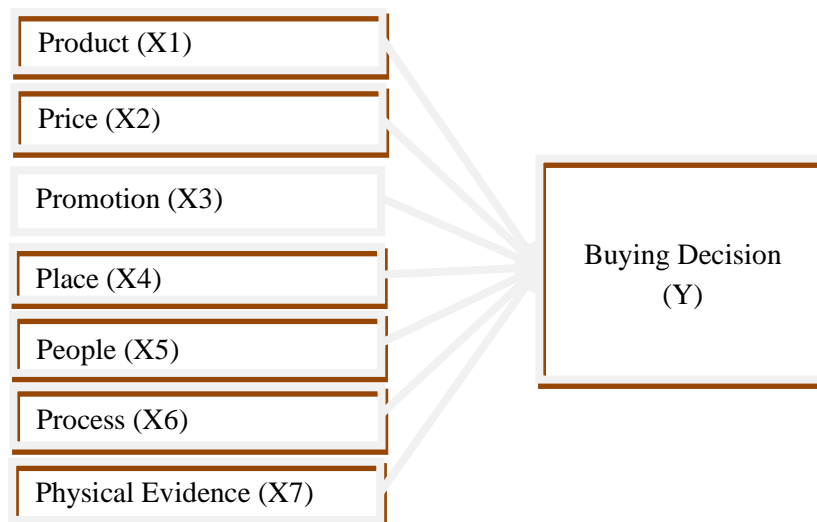 Product (X1)
Price (X2)
Promotion (X3)
Place (X4)
People (X5)
Process (X6)
Physical Evidence (X7)
Buying Decision
(Y)